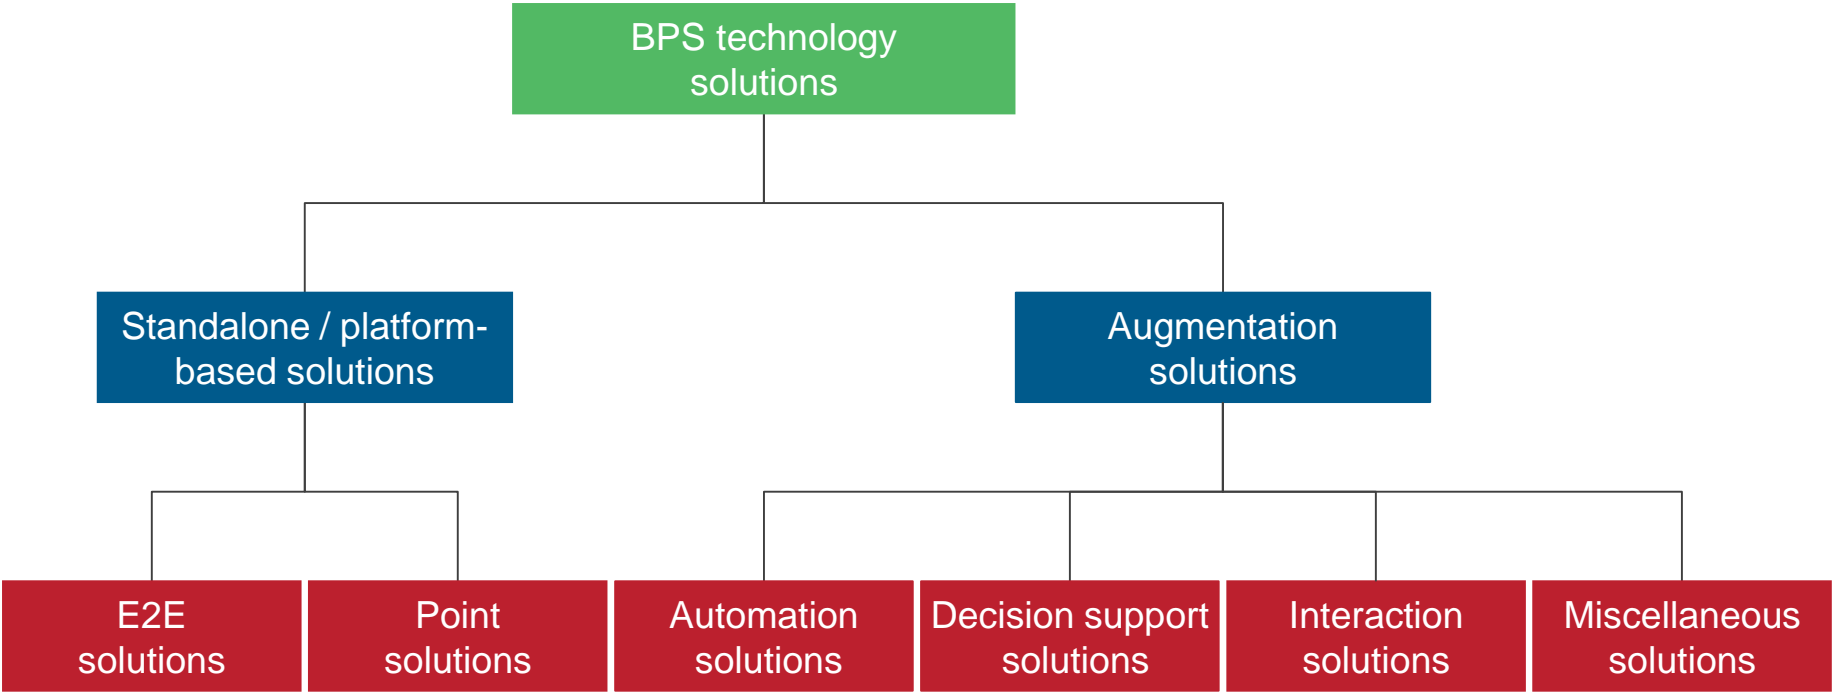 BPS technology
solutions
Standalone / platform-
based solutions
Augmentation
solutions
E2E
solutions
Point
solutions
Automation
solutions
Decision support
solutions
Interaction
solutions
Miscellaneous
solutions